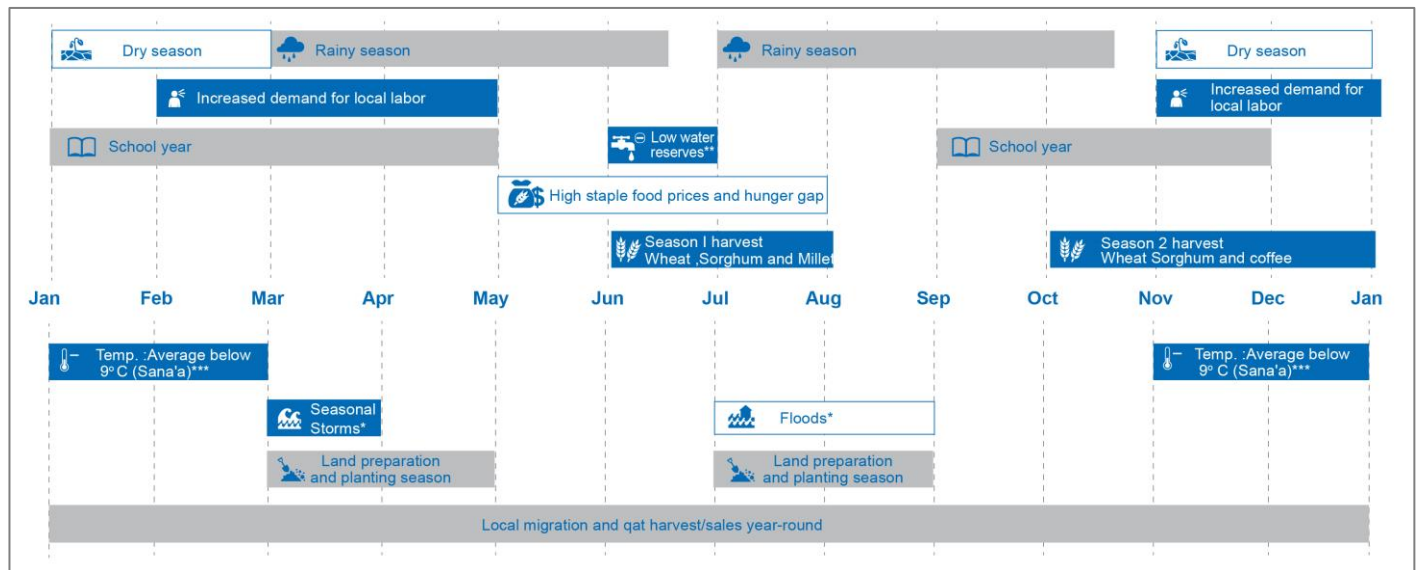 Dry season
Rainy season
Rainy season
Dry season
Increased demand for local labor
Increased demand for
local labor
School year
Low water
reserves**
School year
High staple food prices and hunger gap
Season I harvest
Wheat ,Sorghum and Millet
Season 2 harvest
Wheat Sorghum and coffee
Jan Feb Mar Apr May Jun Jul Aug Sep Oct Nov Dec Jan
Temp. :Average below
9º C (Sana'a)***
Temp. :Average below
9º C (Sana'a)***
Seasonal
Storms*
Floods*
Land preparation
and planting season
Land preparation
and planting season
Local migration and qat harvest/sales year-round